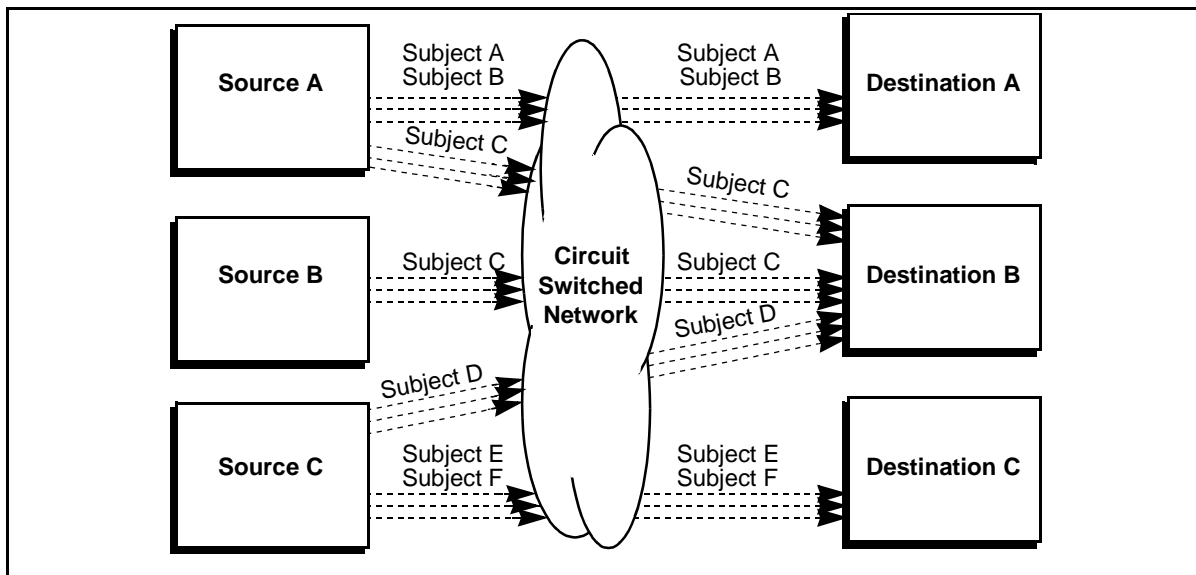 Subject A
Subject B
Subject A
Subject B
Source A
Destination A
Subject C
Subject C
Source B
Subject C
Circuit
Switched
Network
Subject C
Destination B
Subject D
Subject D
Source C
Subject E
Subject F
Subject E
Subject F
Destination C